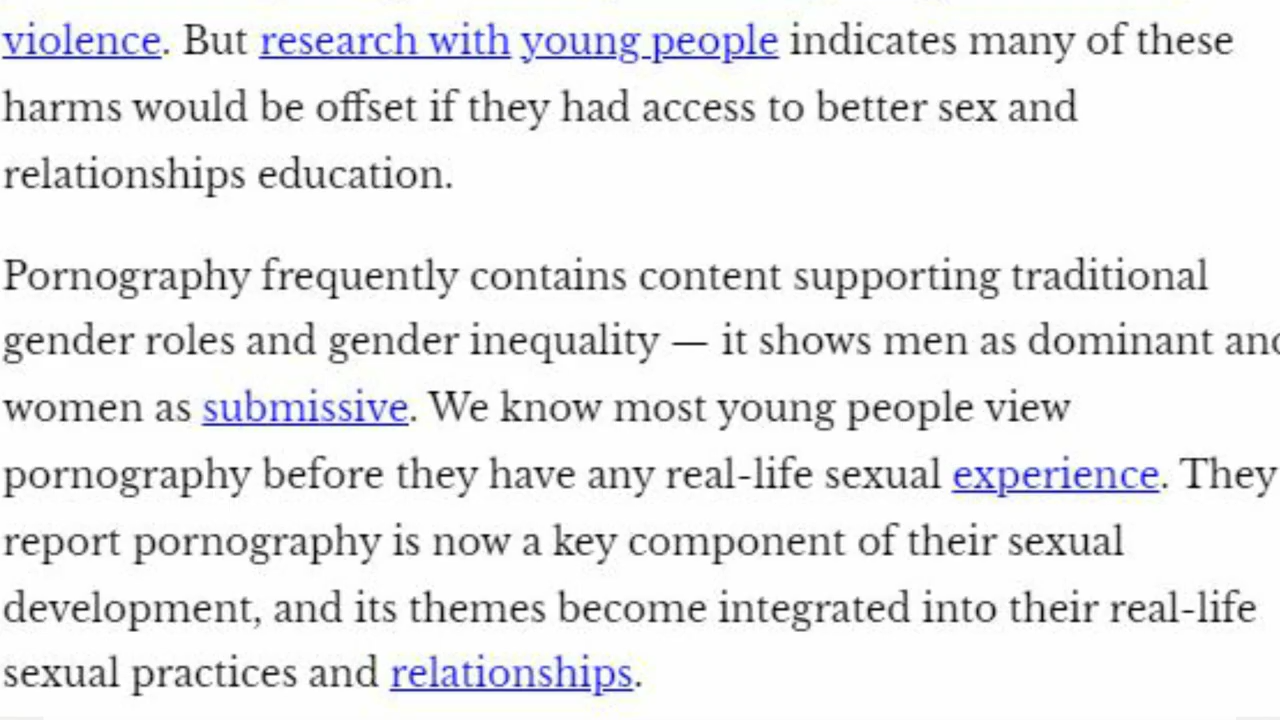 violence. But research with young people indicates many of these
harms would be offset if they had access to better sex and
relationships education.
Pornography frequently contains content supporting traditional
gender roles and gender inequality — it shows men as dominant and
women as submissive. We know most young people view
pornography before they have any real-life sexual experience. They
report pornography is now a key component of their sexual
development, and its themes become integrated into their real-life
sexual practices and relationships.